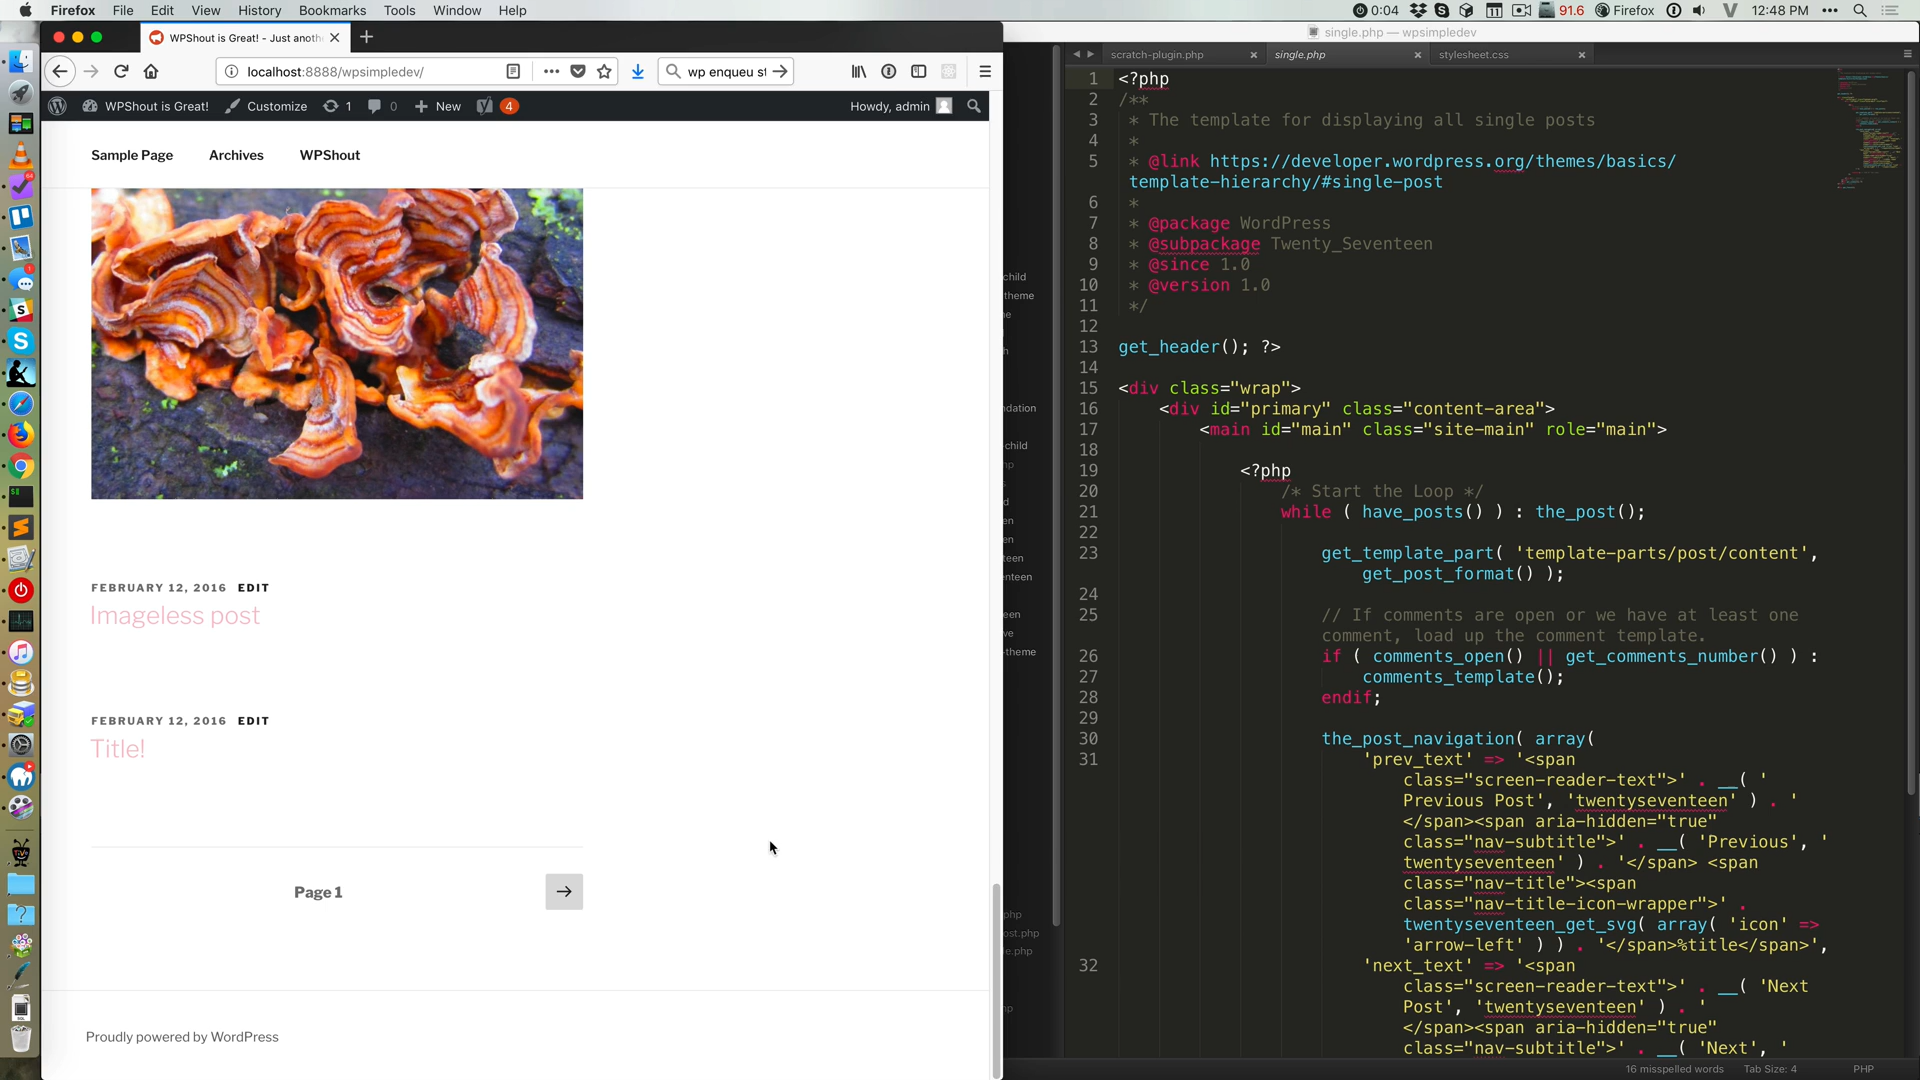 Firefox File Edit View History Bookmarks Tools Window Help
0:04 91.6 Firefox 12:48 PM
WPShout is Great! - Just anoth
localhost:8888/wpsimpledev/
wp enqueu st
WPShout is Great! Customize 1 0 New 4 Howdy, admin
Sample Page Archives WPShout
FEBRUARY 12, 2016 EDIT
Imageless post
FEBRUARY 12, 2016 EDIT
Title!
Page 1
Proudly powered by WordPress
single.php — wpsimpledev
scratch-plugin.php single.php stylesheet.css
child
theme
ndation
child
teen
enteen
-theme
ost.php
1 <?php
2 /**
3 * The template for displaying all single posts
4 *
5 * @link https://developer.wordpress.org/themes/basics/
template-hierarchy/#single-post
6 *
7 * @package WordPress
8 * @subpackage Twenty_Seventeen
9 * @since 1.0
10 * @version 1.0
11 */
12
13 get_header(); ?>
14
15 <div class="wrap">
16 <div id="primary" class="content-area">
17 <main id="main" class="site-main" role="main">
18
19 <?php
20 /* Start the Loop */
21 while ( have_posts() ) : the_post();
22
23 get_template_part( 'template-parts/post/content',
get_post_format() );
24
25 // If comments are open or we have at least one
comment, load up the comment template.
26 if ( comments_open() || get_comments_number() ) :
27 comments_template();
28 endif;
29
30 the_post_navigation( array(
31 'prev_text' => '<span
class="screen-reader-text">' . __( '
Previous Post', 'twentyseventeen' ) . '
</span><span aria-hidden="true"
class="nav-subtitle">' . __( 'Previous', '
twentyseventeen' ) . '</span> <span
class="nav-title"><span
class="nav-title-icon-wrapper">' .
twentyseventeen_get_svg( array( 'icon' =>
'arrow-left' ) ) . '</span>%title</span>',
32 'next_text' => '<span
class="screen-reader-text">' . __( 'Next
Post', 'twentyseventeen' ) . '
</span><span aria-hidden="true"
class="nav-subtitle">' . __( 'Next', '
16 misspelled words Tab Size: 4 PHP